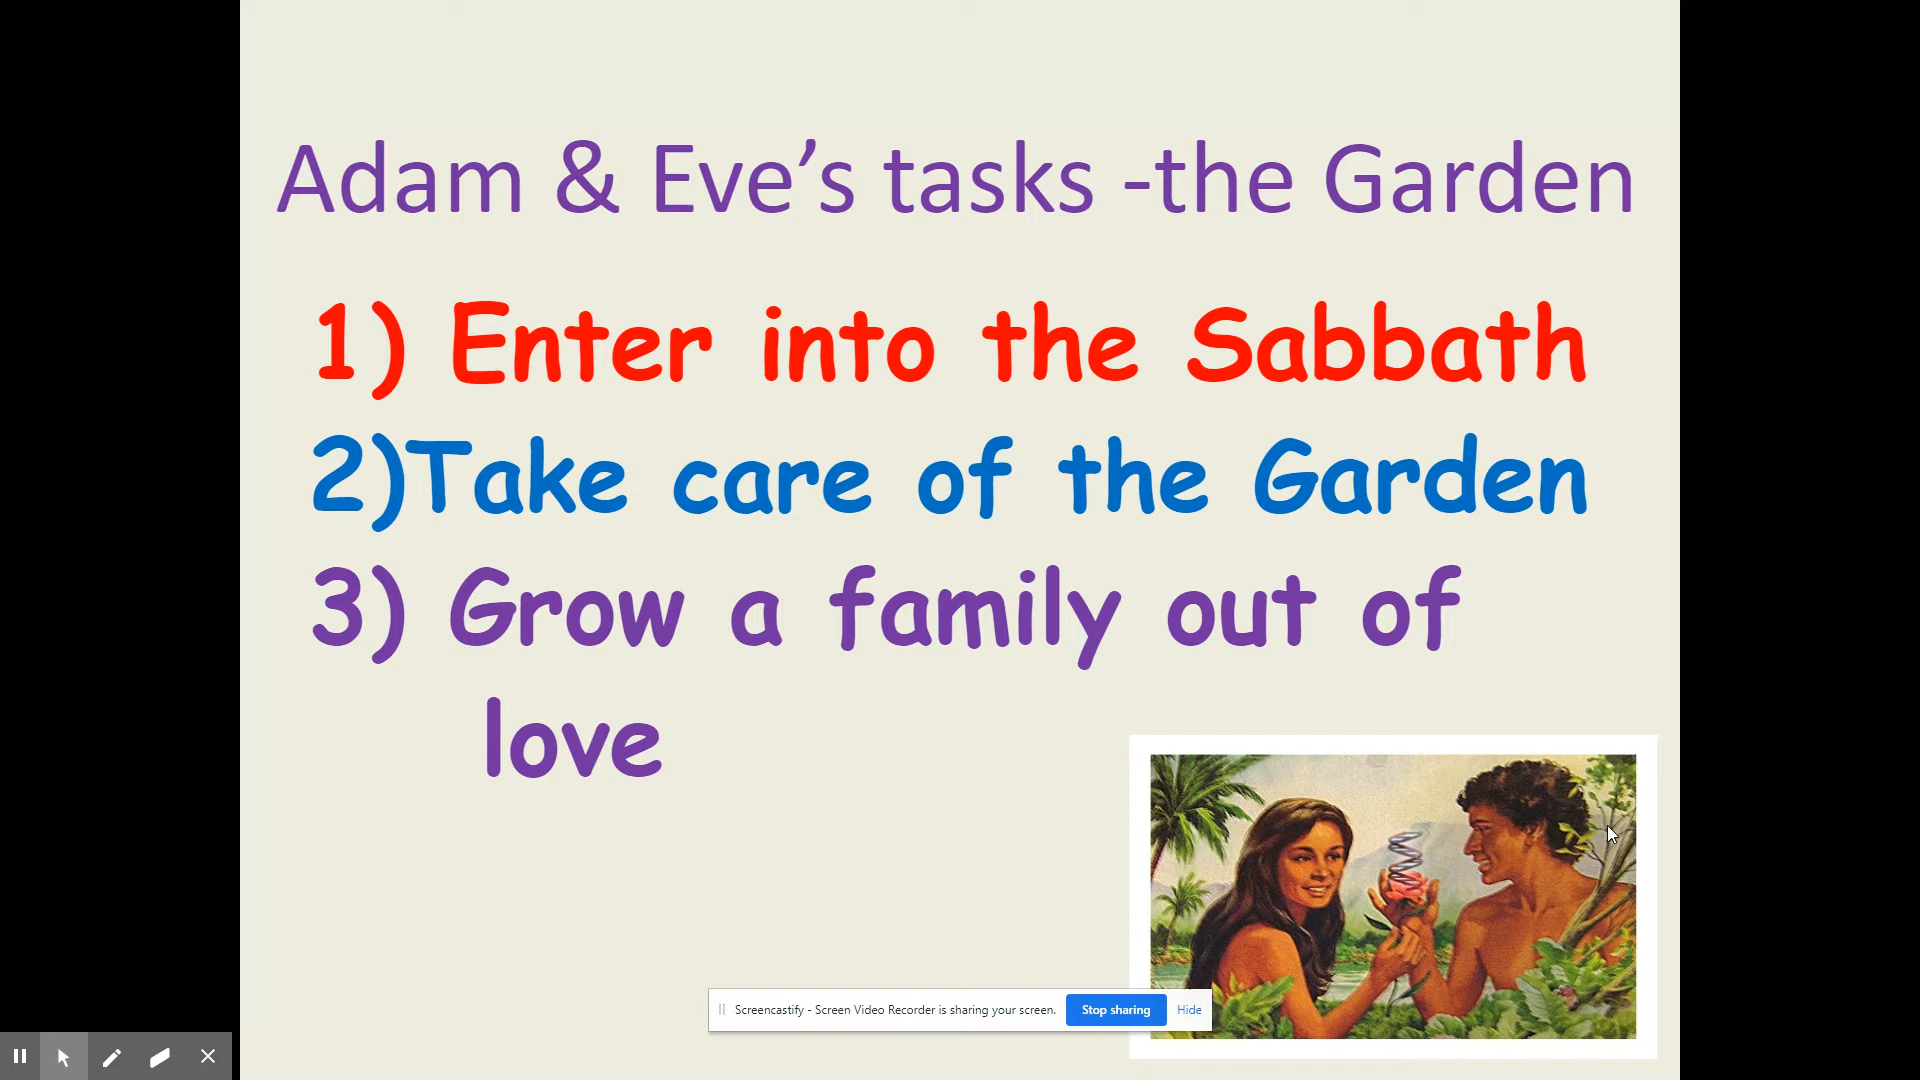 Adam & Eve’s tasks -the Garden
1) Enter into the Sabbath
2)Take care of the Garden
3) Grow a family out of
love
Screencastify - Screen Video Recorder is sharing your screen. Stop sharing Hide